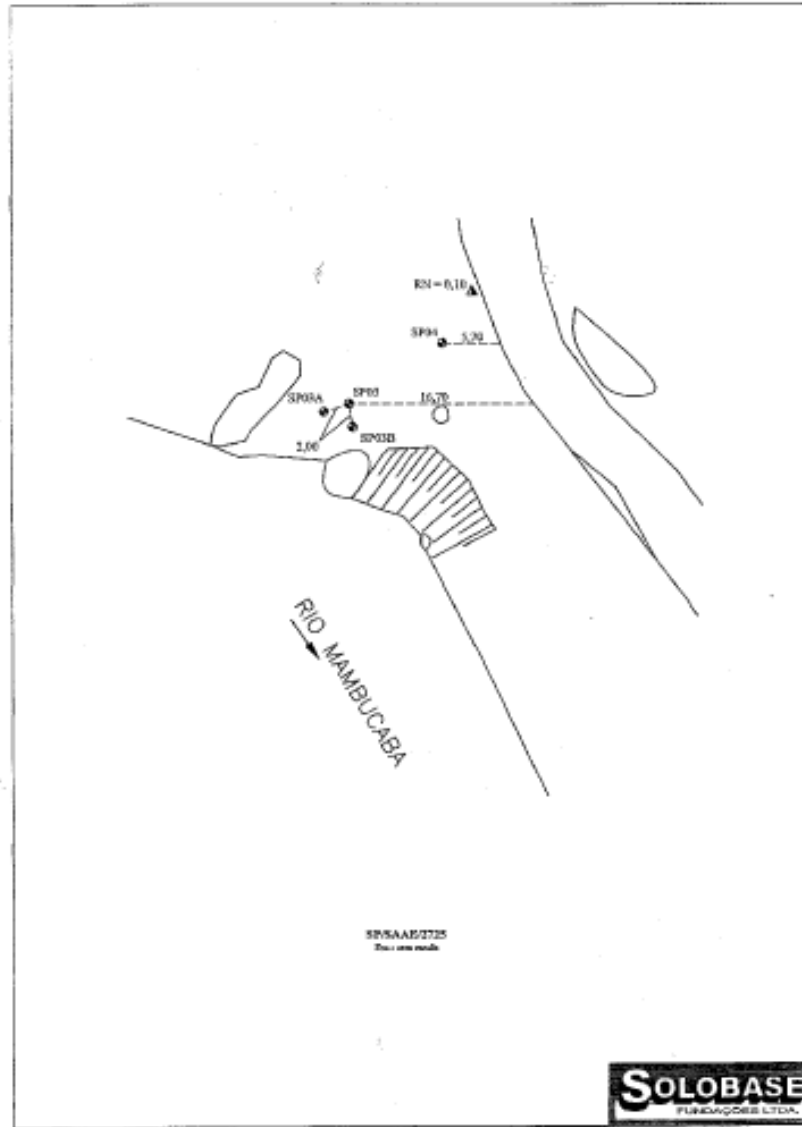 RN = 0,10
SP04
5,70
SP03
16,70
SP03A
SP03B
2,00
RIO MAMBUCABA
SP/SAAE/2725
SOLOBASE
FUNDAÇÕES LTDA.